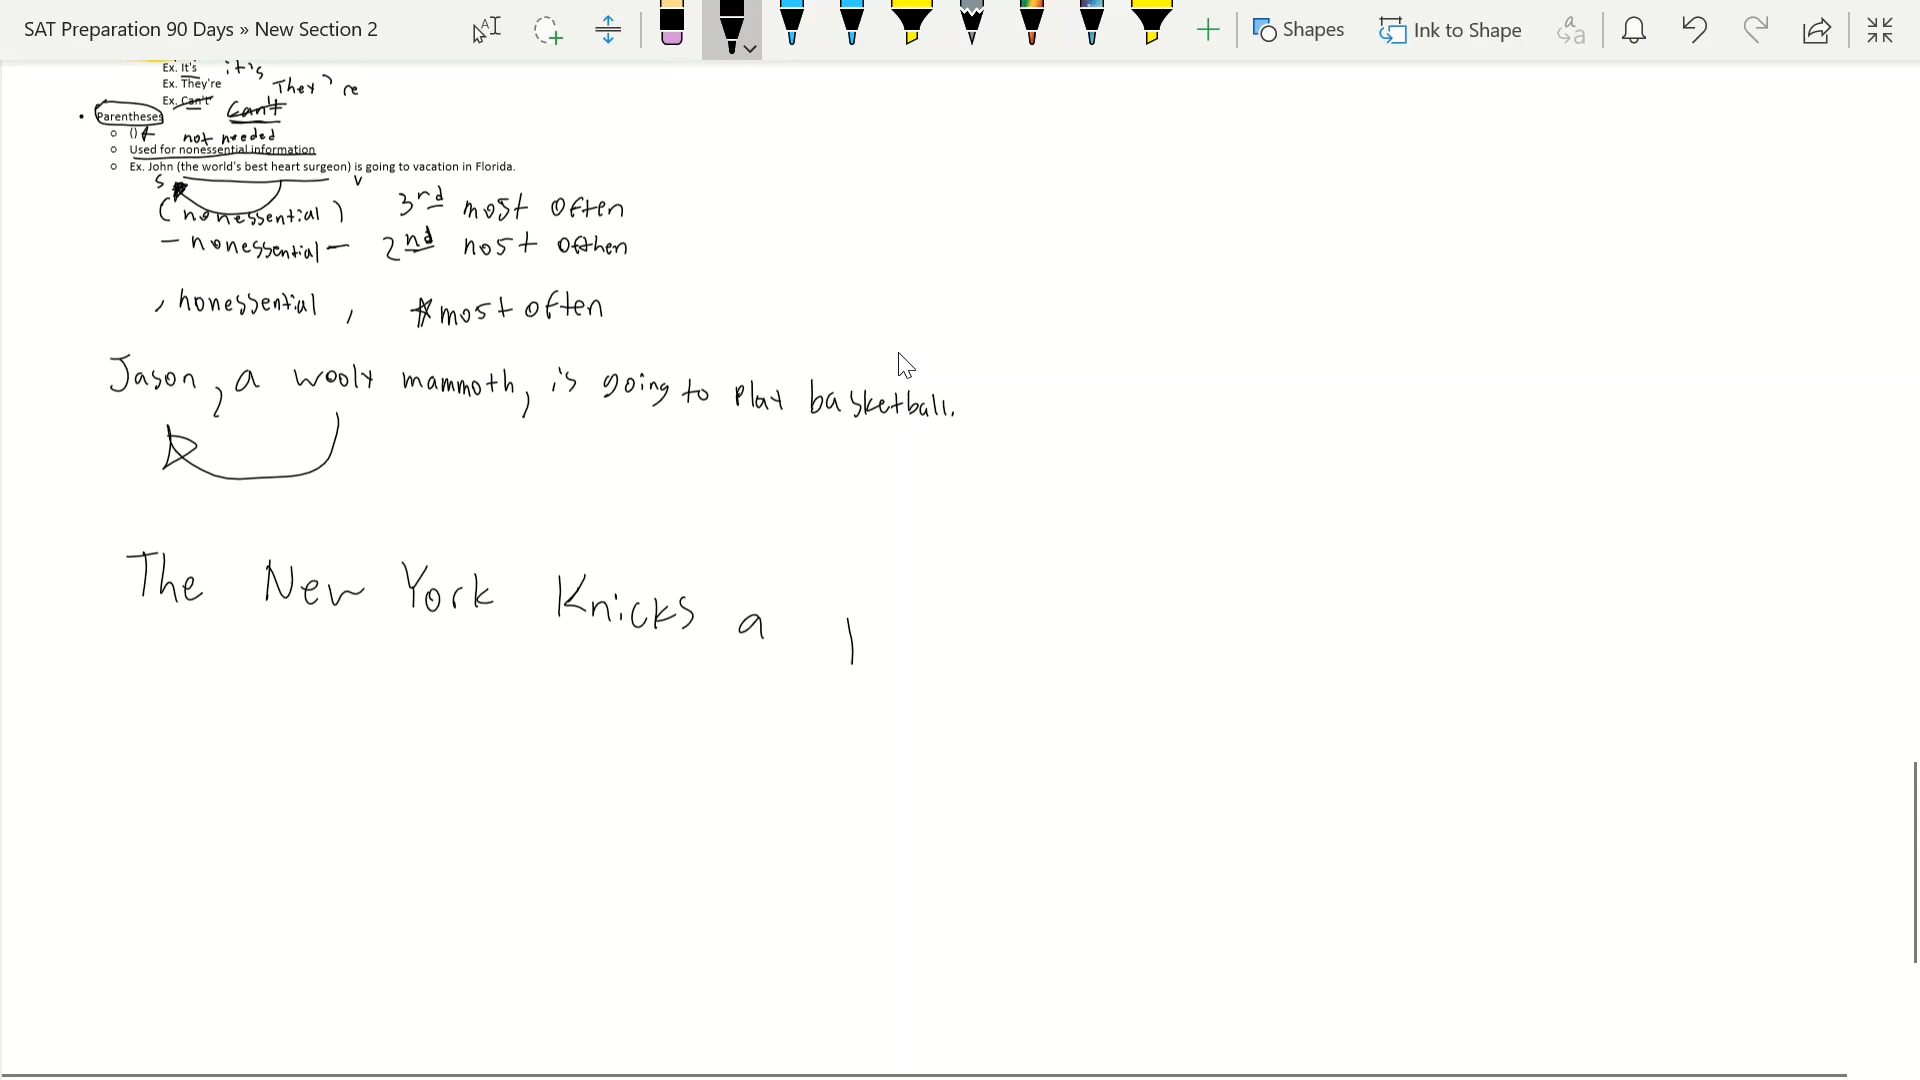 SAT Preparation 90 Days » New Section 2
Shapes
Ink to Shape
Ex. It's it's
Ex. They're They're
Ex. Can't Can't
• Parentheses
○ () not needed
○ Used for nonessential information
○ Ex. John (the world's best heart surgeon) is going to vacation in Florida.
S V
(nonessential) 3rd most often
- nonessential - 2nd most ofthen
, nonessential, *most often
Jason, a wooly mammoth, is going to play basketball.
The New York Knicks a